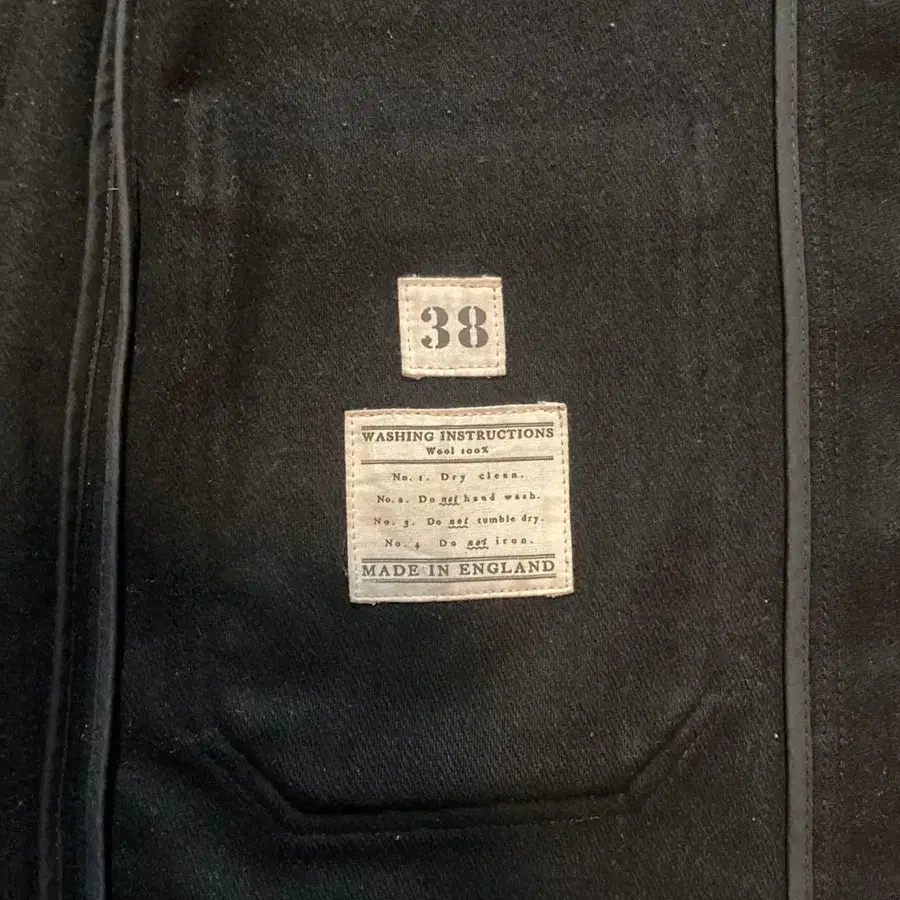 38
WASHING INSTRUCTIONS
Wool 100%
No. 1. Dry clean.
No. 2. Do not hand wash.
No. 3. Do not tumble dry.
No. 4 Do not iron.
MADE IN ENGLAND